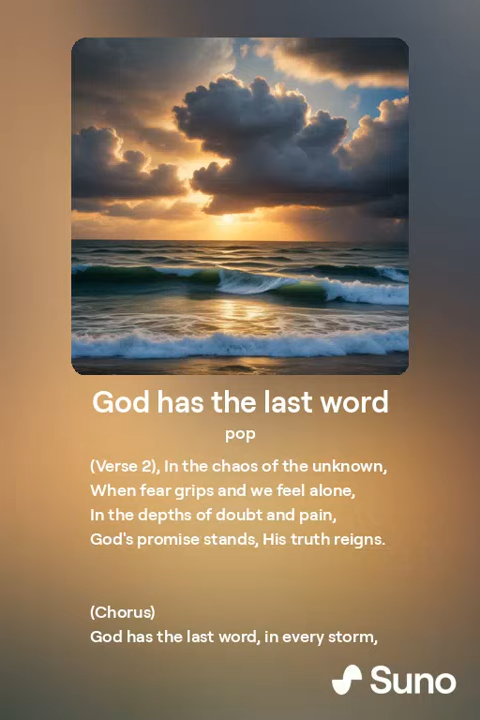 God has the last word
pop
(Verse 2), In the chaos of the unknown,
When fear grips and we feel alone,
In the depths of doubt and pain,
God's promise stands, His truth reigns.
(Chorus)
God has the last word, in every storm,
Suno